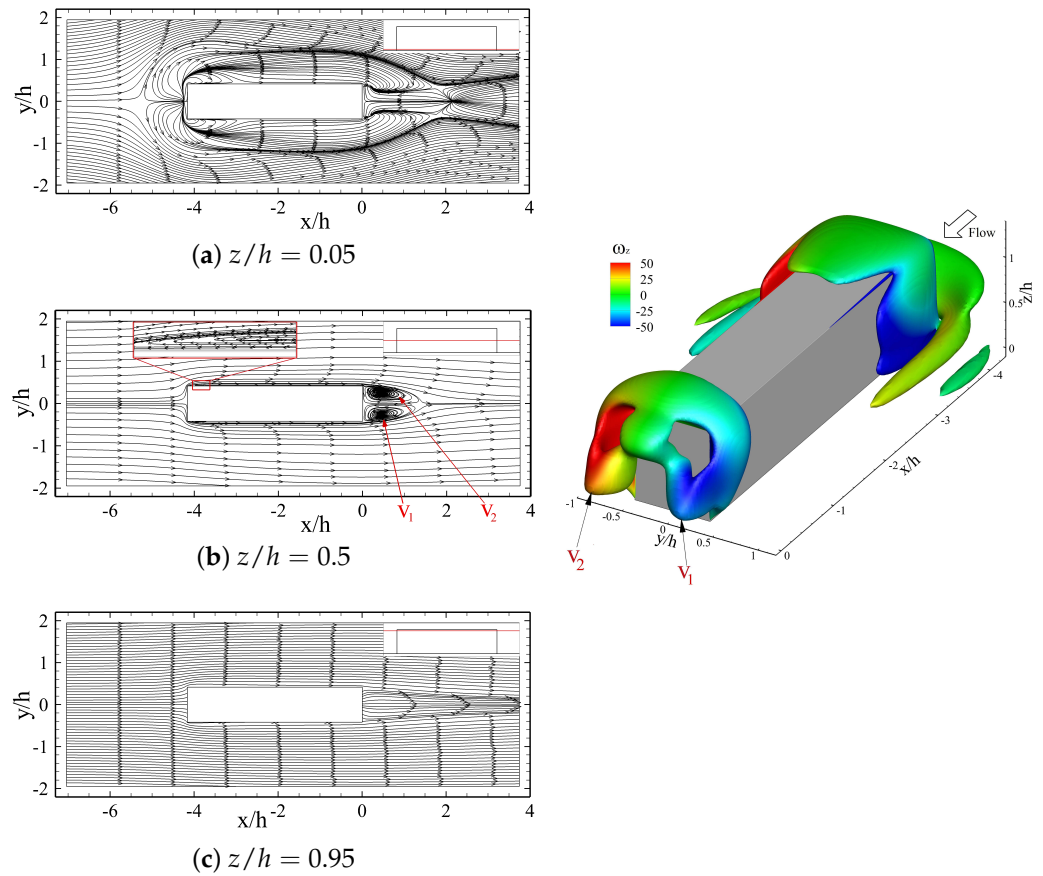 y/h
2
1
0
-1
-2
-6 -4 -2 0 2 4
x/h
(a) z/h = 0.05
y/h
2
1
0
-1
-2
-6 -4 -2 0 2 4
x/h
V1 V2
(b) z/h = 0.5
y/h
2
1
0
-1
-2
-6 -4 -2 0 2 4
x/h
(c) z/h = 0.95
ωz
50
25
0
-25
-50
Flow
z/h
1
0.5
0
-4
-3
-2
-1
0
x/h
-1 -0.5 0 0.5 1
y/h
V2
V1